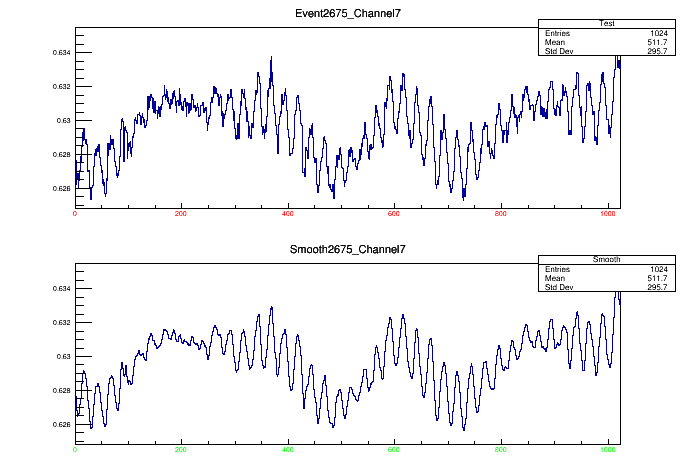 Event2675_Channel7
Test
Entries 1024
Mean 511.7
Std Dev 295.7
0.634
0.632
0.63
0.628
0.626
0 200 400 600 800 1000
Smooth2675_Channel7
Smooth
Entries 1024
Mean 511.7
Std Dev 295.7
0.634
0.632
0.63
0.628
0.626
0 200 400 600 800 1000